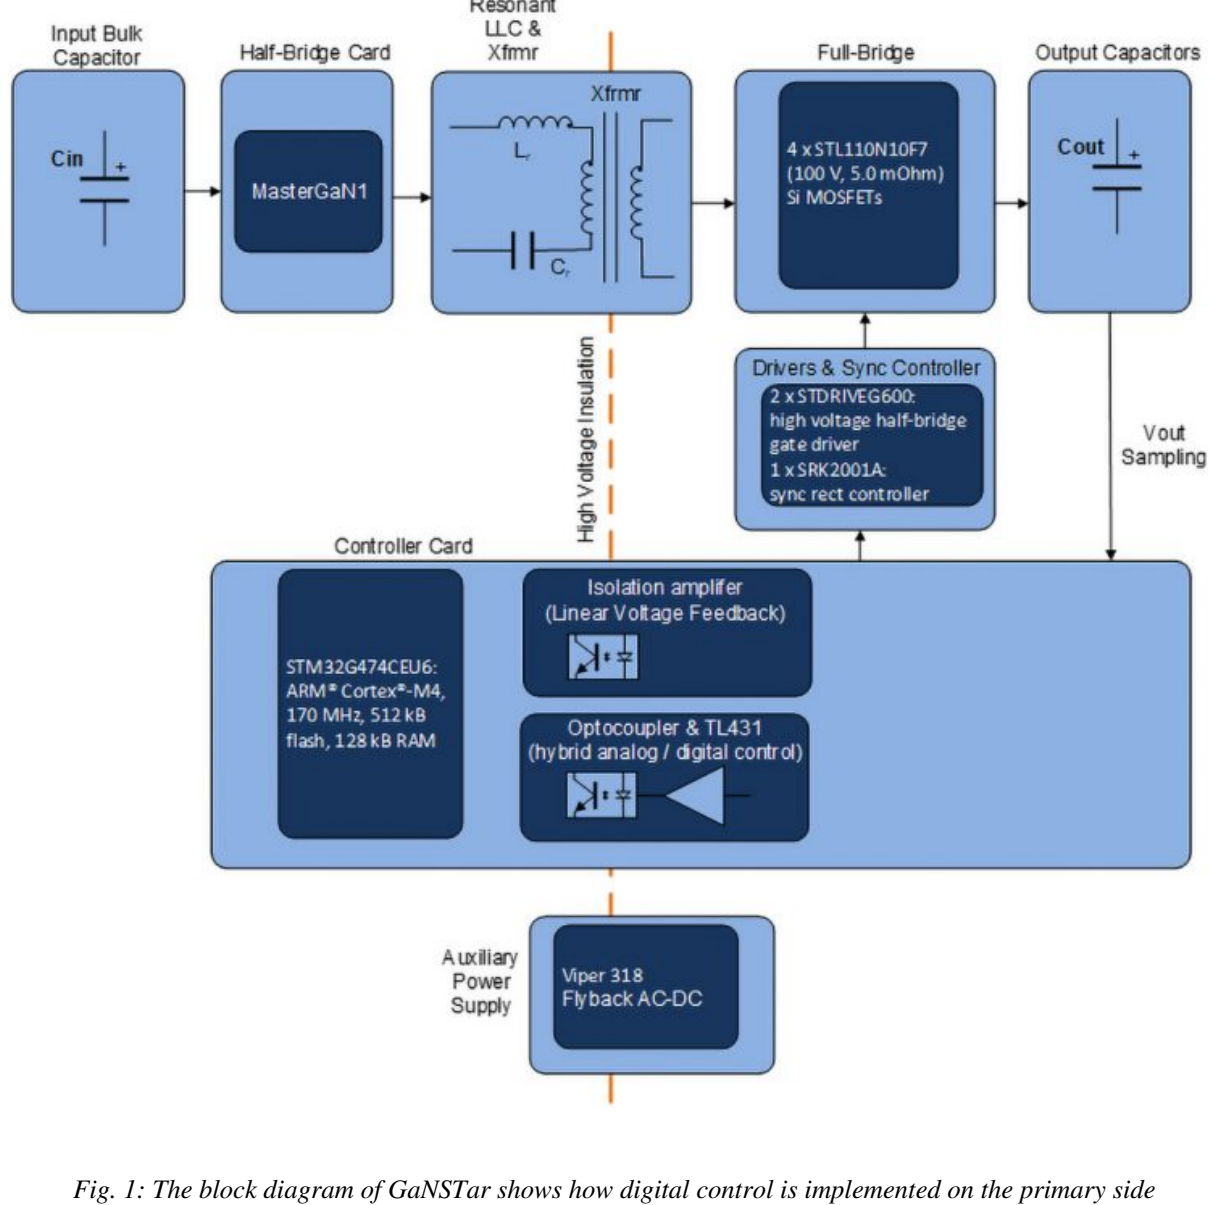 Resonant
LLC &
Xfmr
Input Bulk
Capacitor
Half-Bridge Card
Full-Bridge
Output Capacitors
Cin
+
MasterGaN1
Xfrmr
Lr
Cr
4 x STL110N10F7
(100 V, 5.0 mOhm)
Si MOSFETs
Cout
+
High Voltage Insulation
Drivers & Sync Controller
2 x STDRIVEG600:
high voltage half-bridge
gate driver
1 x SRK2001A:
sync rect controller
Vout
Sampling
Controller Card
STM32G474CEU6:
ARM® Cortex®-M4,
170 MHz, 512 kB
flash, 128 kB RAM
Isolation amplifer
(Linear Voltage Feedback)
Optocoupler & TL431
(hybrid analog / digital control)
Auxiliary
Power
Supply
Viper 318
Flyback AC-DC
Fig. 1: The block diagram of GaNSTar shows how digital control is implemented on the primary side